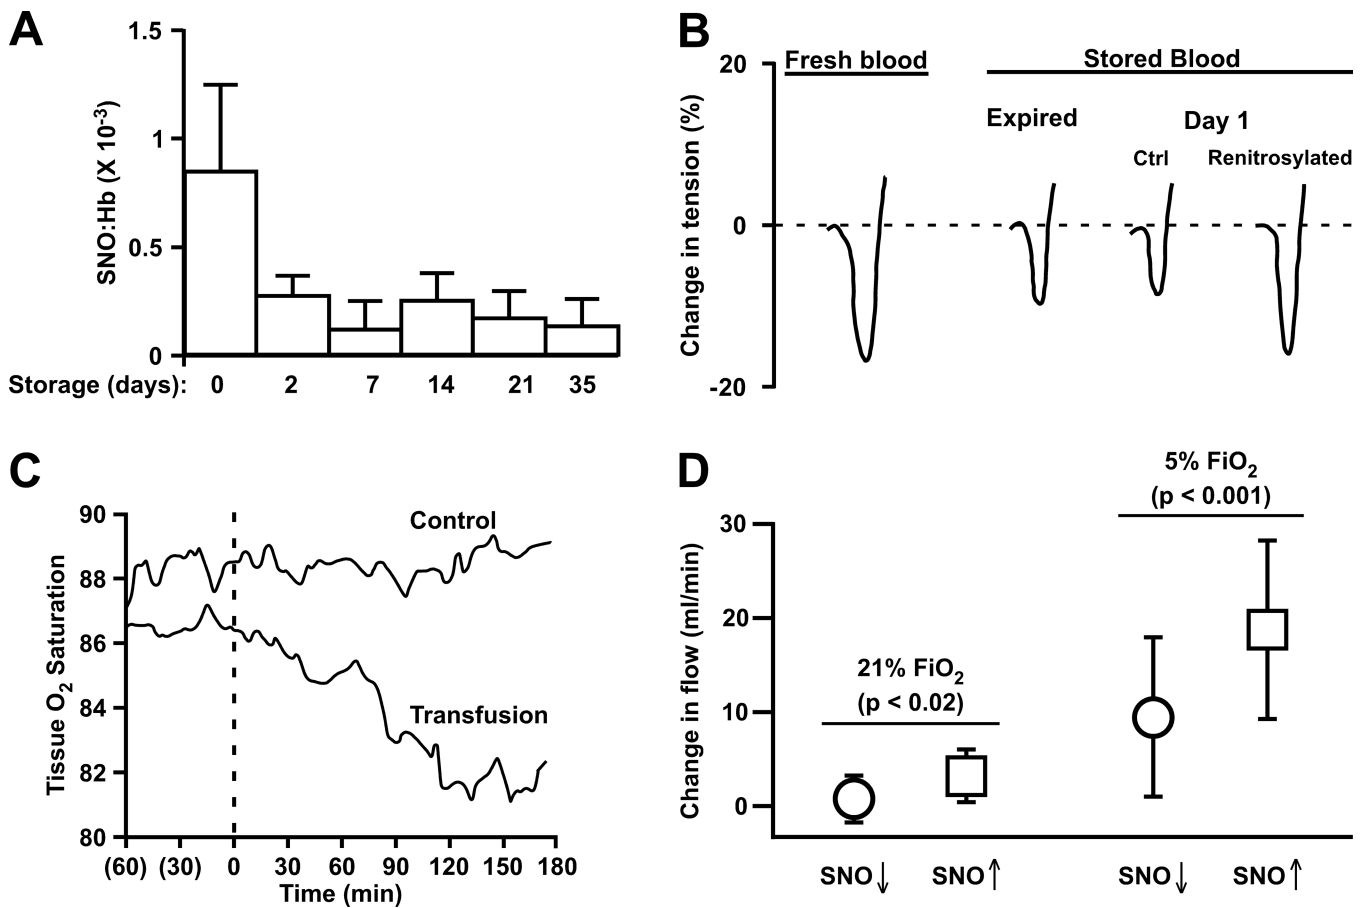 A
1.5
1
0.5
0
SNO:Hb (X 10-3)
Storage (days): 0 2 7 14 21 35
B
Fresh blood
Stored Blood
Expired
Day 1
Ctrl Renitrosylated
20
0
-20
Change in tension (%)
C
90
88
86
84
82
80
Tissue O2 Saturation
Control
Transfusion
(60) (30) 0 30 60 90 120 150 180
Time (min)
D
5% FiO2
(p < 0.001)
21% FiO2
(p < 0.02)
30
20
10
0
Change in flow (ml/min)
SNO↓ SNO↑ SNO↓ SNO↑